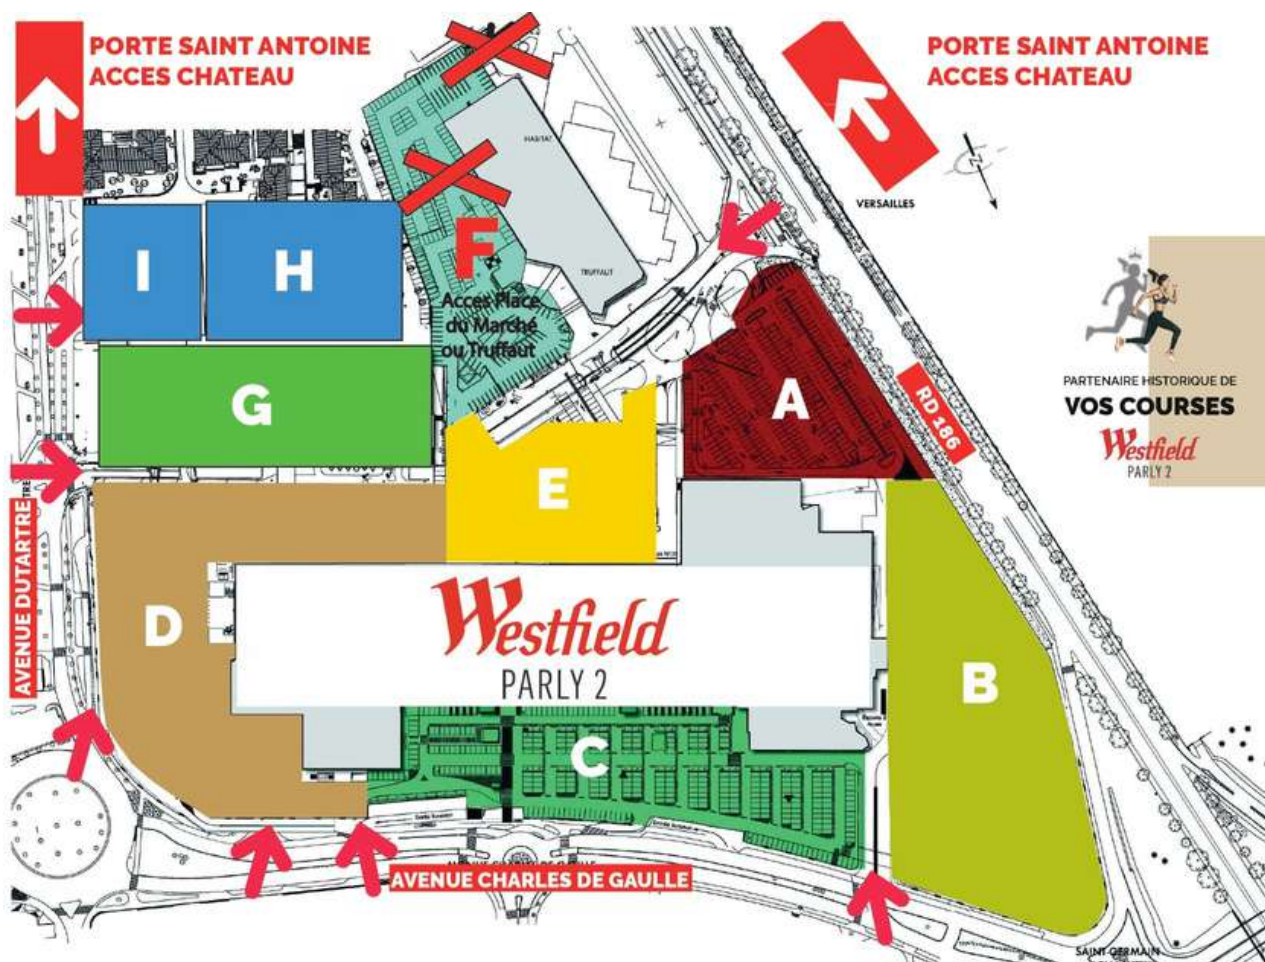 PORTE SAINT ANTOINE
ACCES CHATEAU
PORTE SAINT ANTOINE
ACCES CHATEAU
HABITAT
VERSAILLES
I
H
F
TRUFFAUT
Acces Place
du Marché
ou Truffaut
G
A
RD 186
PARTENAIRE HISTORIQUE DE
VOS COURSES
Westfield
PARLY 2
E
AVENUE DUTARTRE
D
Westfield
PARLY 2
B
C
AVENUE CHARLES DE GAULLE
SAINT-GERMAIN